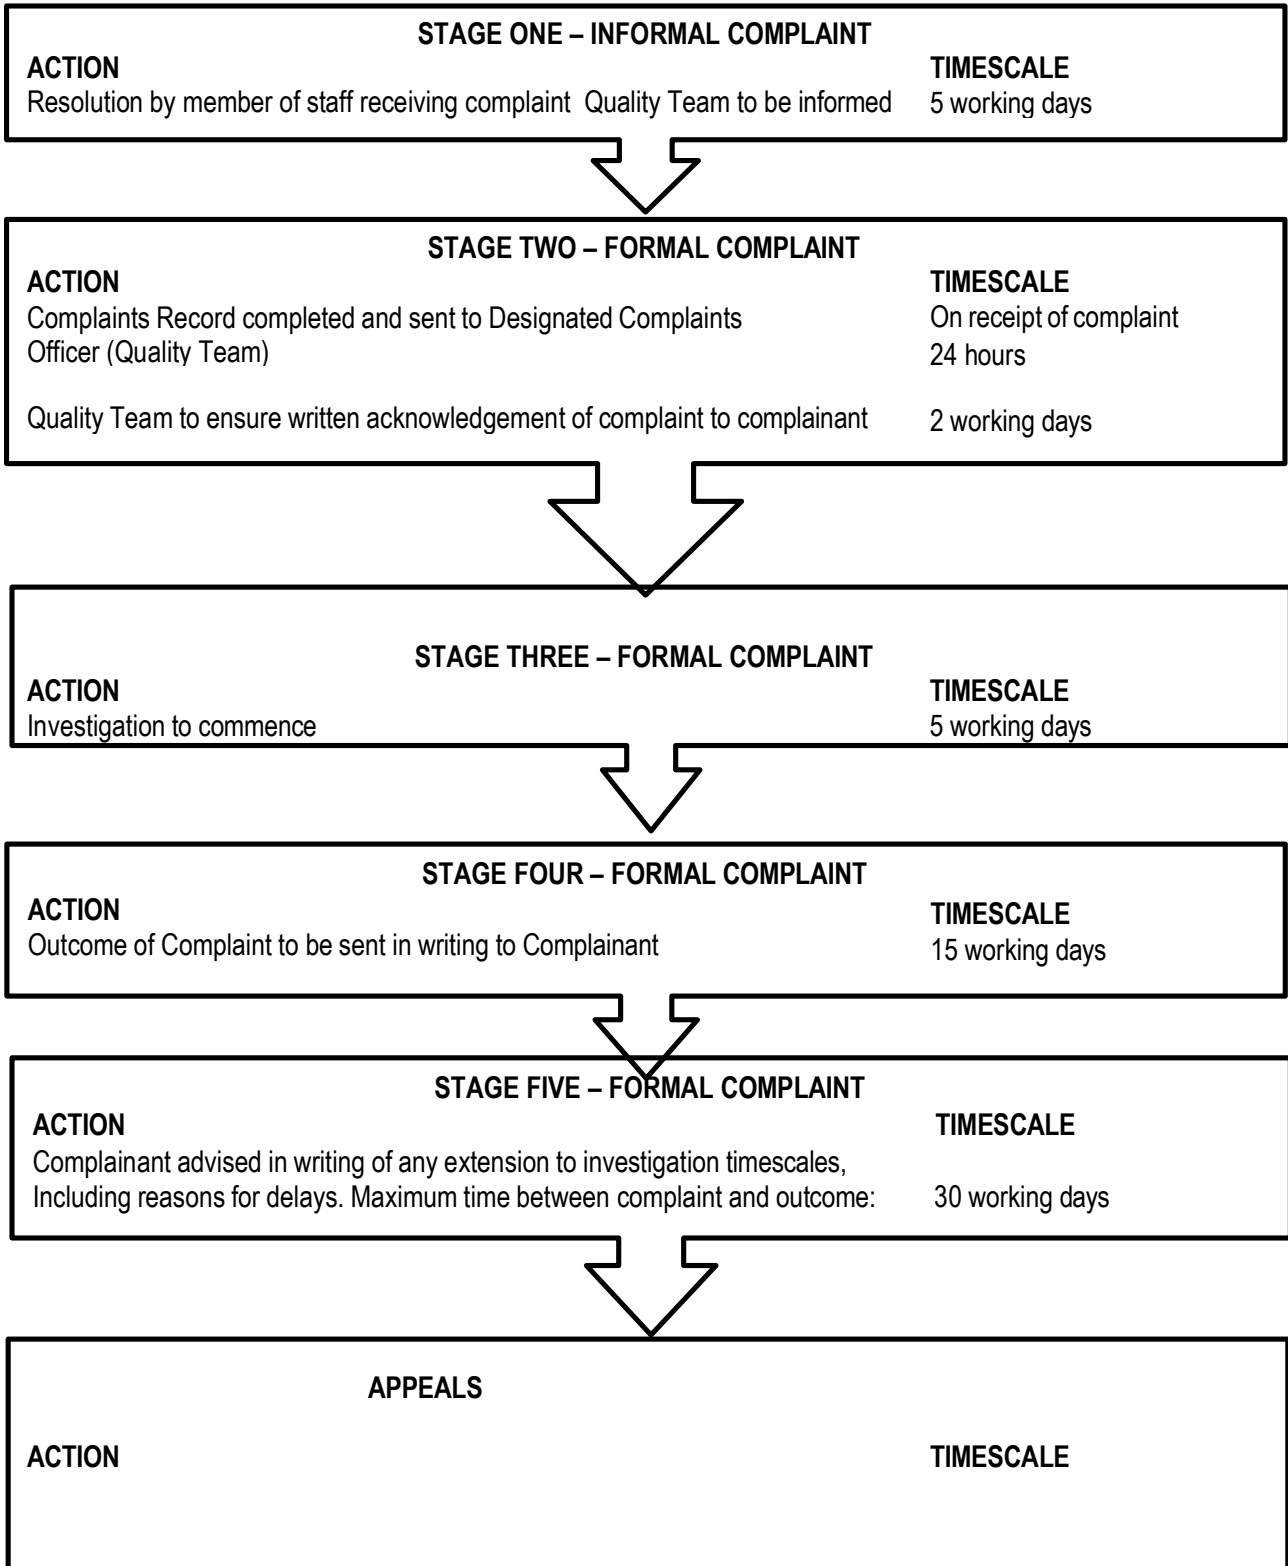 STAGE ONE – INFORMAL COMPLAINT
ACTION TIMESCALE
Resolution by member of staff receiving complaint  Quality Team to be informed 5 working days
STAGE TWO – FORMAL COMPLAINT
ACTION TIMESCALE
Complaints Record completed and sent to Designated Complaints On receipt of complaint
Officer (Quality Team) 24 hours
Quality Team to ensure written acknowledgement of complaint to complainant 2 working days
STAGE THREE – FORMAL COMPLAINT
ACTION TIMESCALE
Investigation to commence 5 working days
STAGE FOUR – FORMAL COMPLAINT
ACTION TIMESCALE
Outcome of Complaint to be sent in writing to Complainant 15 working days
STAGE FIVE – FORMAL COMPLAINT
ACTION TIMESCALE
Complainant advised in writing of any extension to investigation timescales,
Including reasons for delays. Maximum time between complaint and outcome: 30 working days
APPEALS
ACTION TIMESCALE